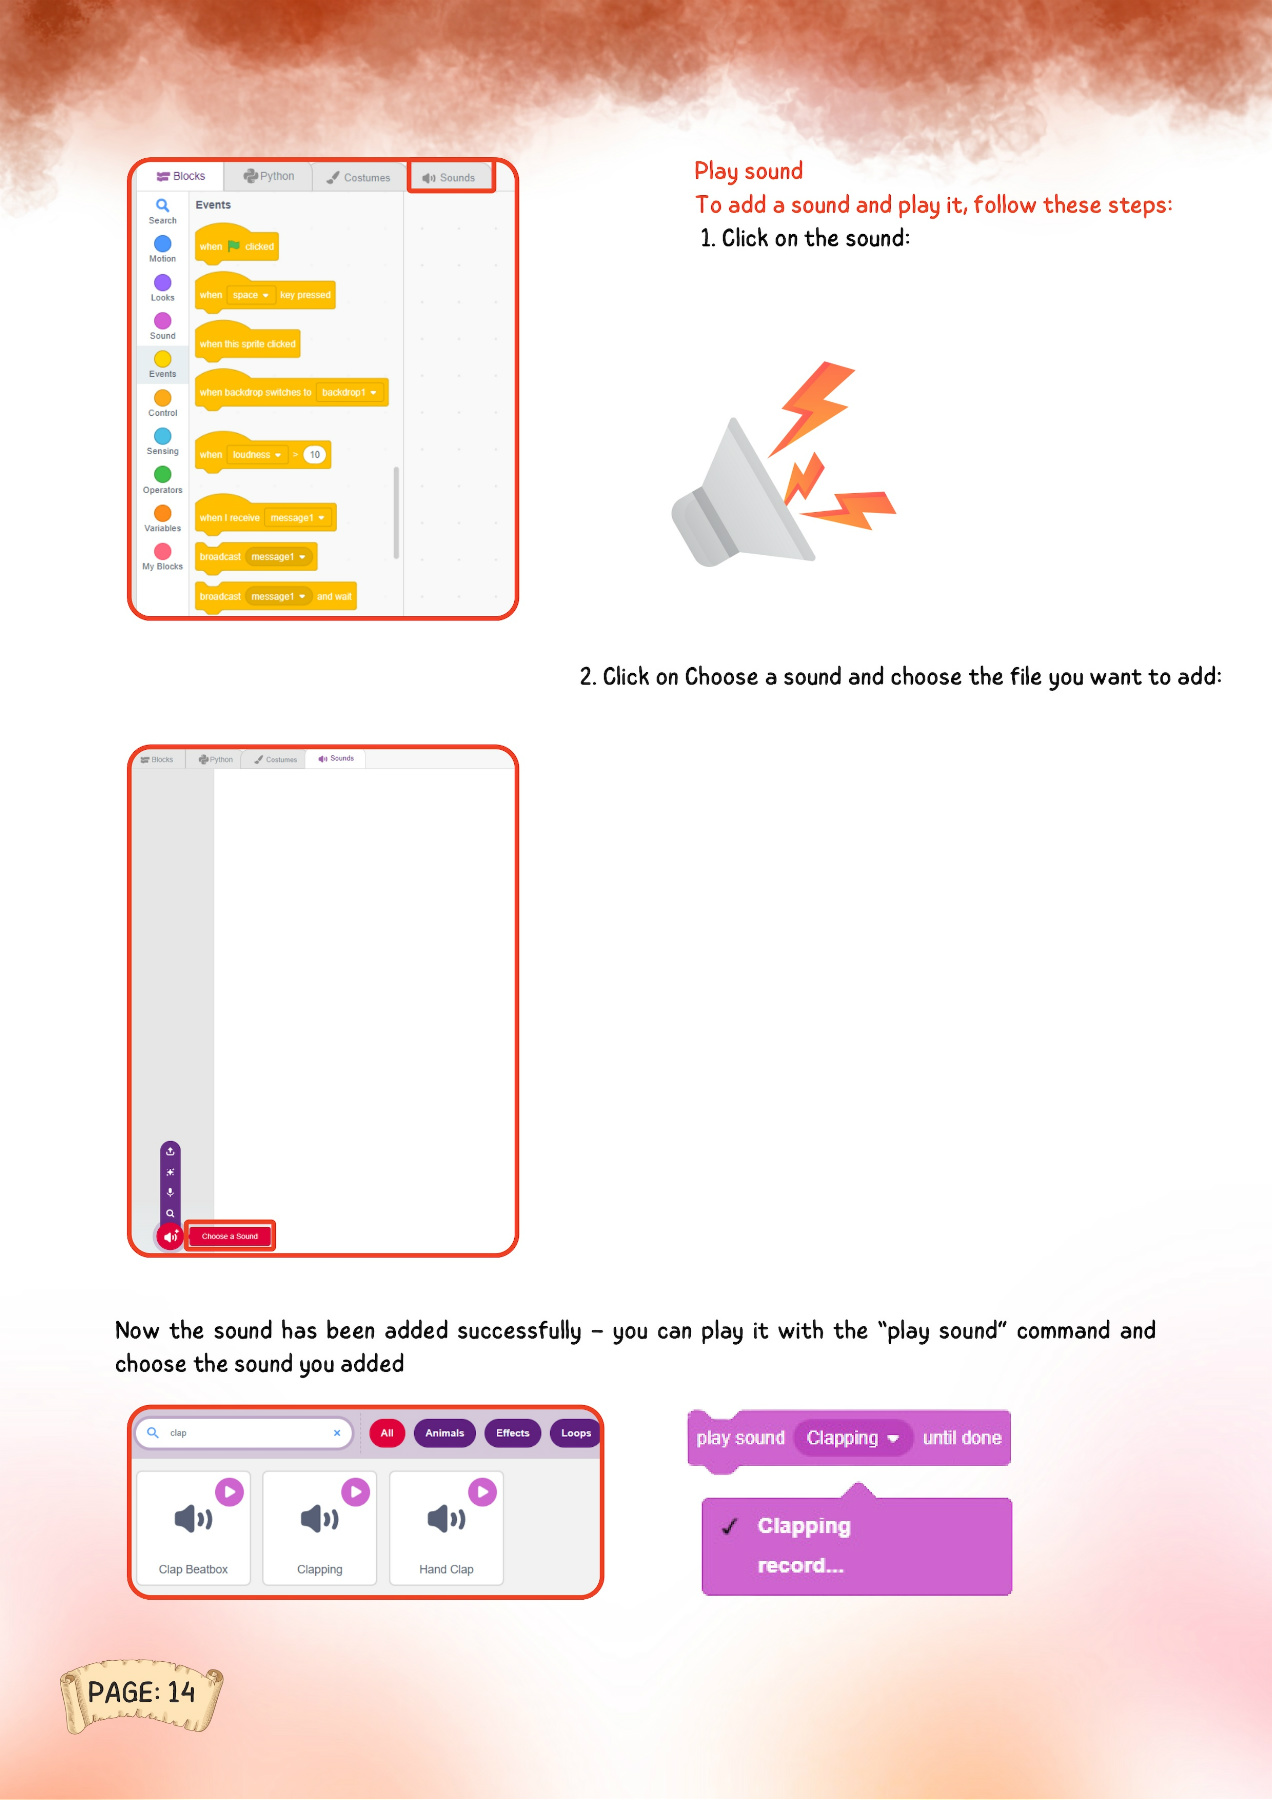 Blocks
Python
Costumes
Sounds
Search
Motion
Looks
Sound
Events
Control
Sensing
Operators
Variables
My Blocks
Events
when clicked
when space key pressed
when this sprite clicked
when backdrop switches to backdrop1
when loudness > 10
when I receive message1
broadcast message1
broadcast message1 and wait
Play sound
To add a sound and play it, follow these steps:
1. Click on the sound:
2. Click on Choose a sound and choose the file you want to add:
Blocks
Python
Costumes
Sounds
Choose a Sound
Now the sound has been added successfully – you can play it with the “play sound” command and
choose the sound you added
clap
All
Animals
Effects
Loops
Clap Beatbox
Clapping
Hand Clap
play sound Clapping until done
✓ Clapping
record...
PAGE: 14